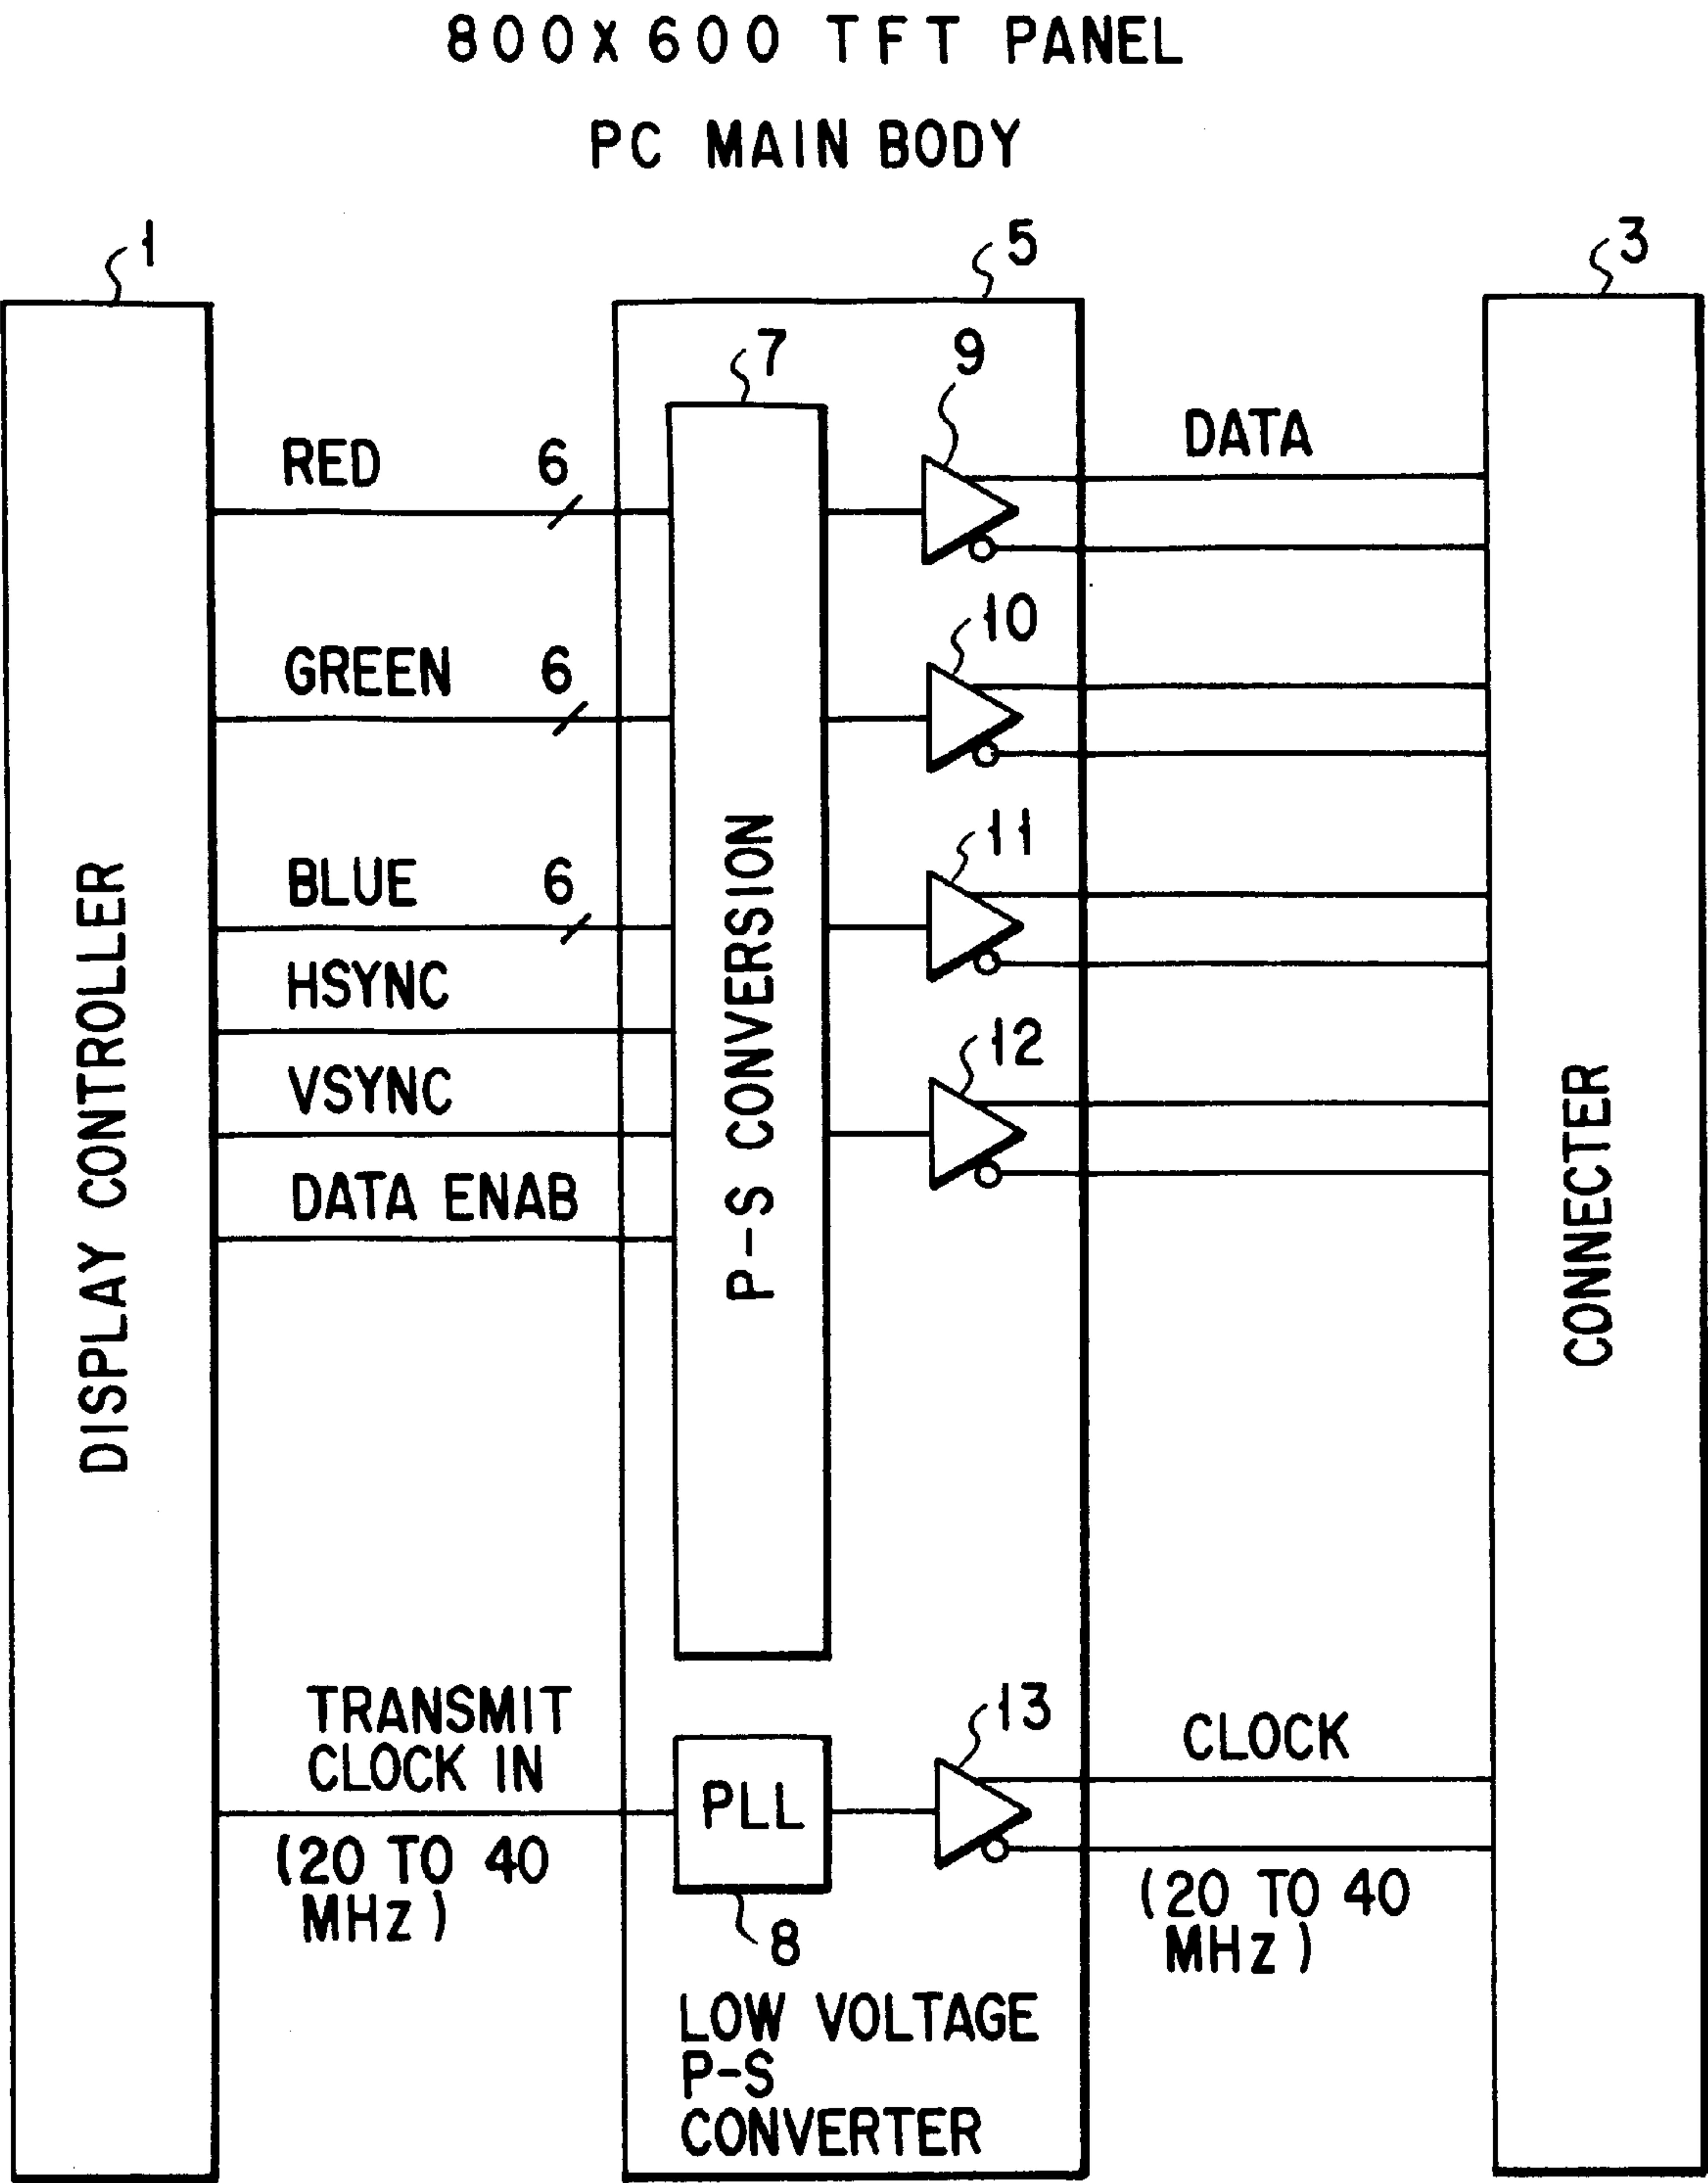 800X600 TFT PANEL
PC MAIN BODY
1
5
3
7
9
RED 6
DATA
10
GREEN 6
11
BLUE 6
HSYNC
12
VSYNC
DATA ENAB
DISPLAY CONTROLLER
P-S CONVERSION
CONNECTER
TRANSMIT
CLOCK IN
(20 TO 40
MHz)
PLL
8
13
CLOCK
(20 TO 40
MHz)
LOW VOLTAGE
P-S
CONVERTER